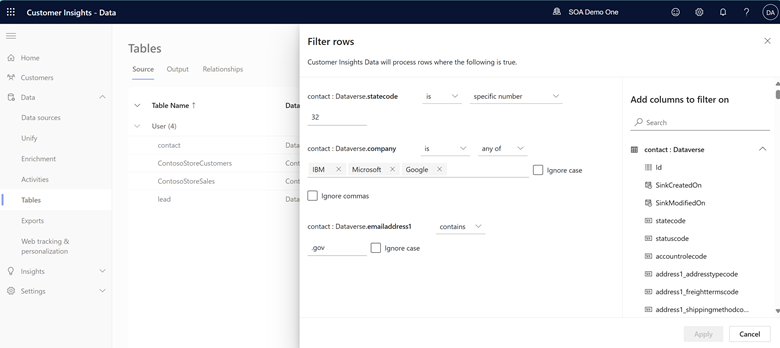 Customer Insights - Data
SOA Demo One
?
DA
Home
Customers
Data
Data sources
Unify
Enrichment
Activities
Tables
Exports
Web tracking &
personalization
Insights
Settings
Tables
Source Output Relationships
Table Name ↑ Data
User (4)
contact Data
ContosoStoreCustomers Cont
ContosoStoreSales Cont
lead Data
Filter rows
Customer Insights Data will process rows where the following is true.
contact : Dataverse.statecode is specific number
32
contact : Dataverse.company is any of
IBM Microsoft Google Ignore case
Ignore commas
contact : Dataverse.emailaddress1 contains
.gov Ignore case
Add columns to filter on
Search
contact : Dataverse
Id
SinkCreatedOn
SinkModifiedOn
statecode
statuscode
accountrolecode
address1_addresstypecode
address1_freighttermscode
address1_shippingmethodco...
Apply Cancel